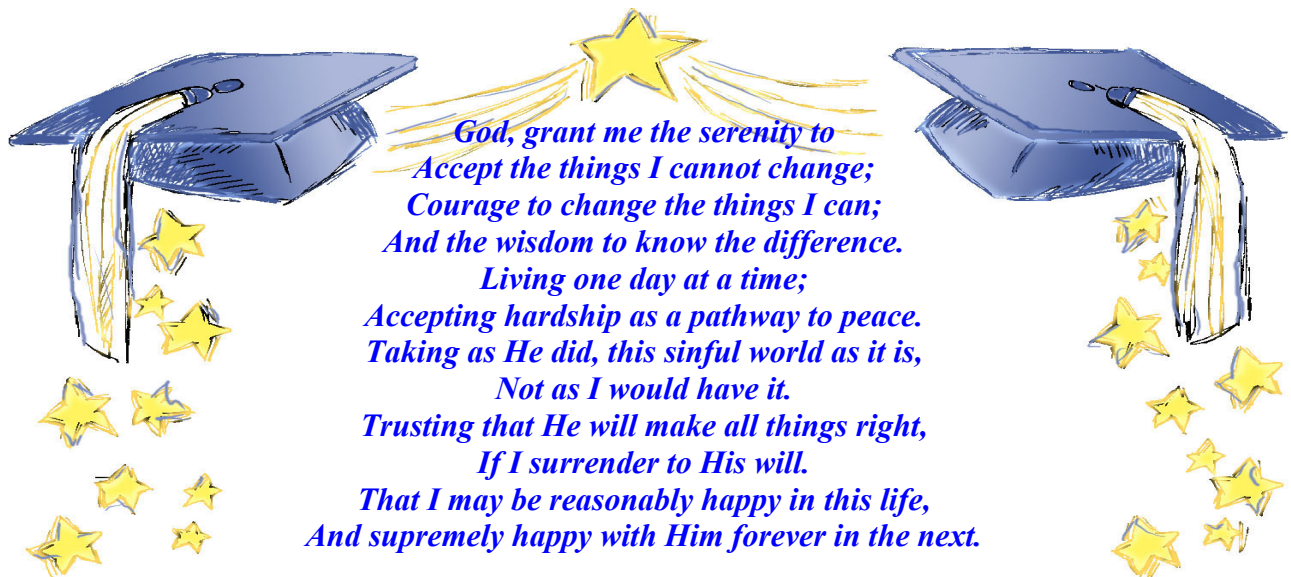 God, grant me the serenity to
Accept the things I cannot change;
Courage to change the things I can;
And the wisdom to know the difference.
Living one day at a time;
Accepting hardship as a pathway to peace.
Taking as He did, this sinful world as it is,
Not as I would have it.
Trusting that He will make all things right,
If I surrender to His will.
That I may be reasonably happy in this life,
And supremely happy with Him forever in the next.